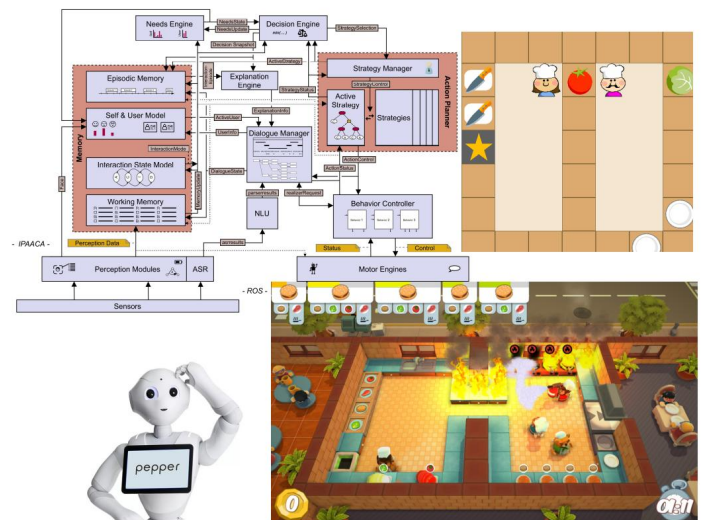 Needs Engine
NeedsState
NeedsUpdate
Decision Engine
StrategySelection
Decision Snapshot
ActiveStrategy
Episodic Memory
Explanation
Engine
Strategy Manager
StrategyControl
StrategyStatus
Action Planner
Self & User Model
ExplanationInfo
Active
Strategy
Strategies
Memory
ActiveUser
UserInfo
Dialogue Manager
InteractionMode
Interaction State Model
DialogueState
ActionControl
ActionStatus
MemoryUpdate
Working Memory
parserresults
realizerRequest
Behavior Controller
NLU
- IPAACA -
Perception Data
asrresults
Status
Control
Perception Modules
ASR
Motor Engines
- ROS -
Sensors
pepper
0